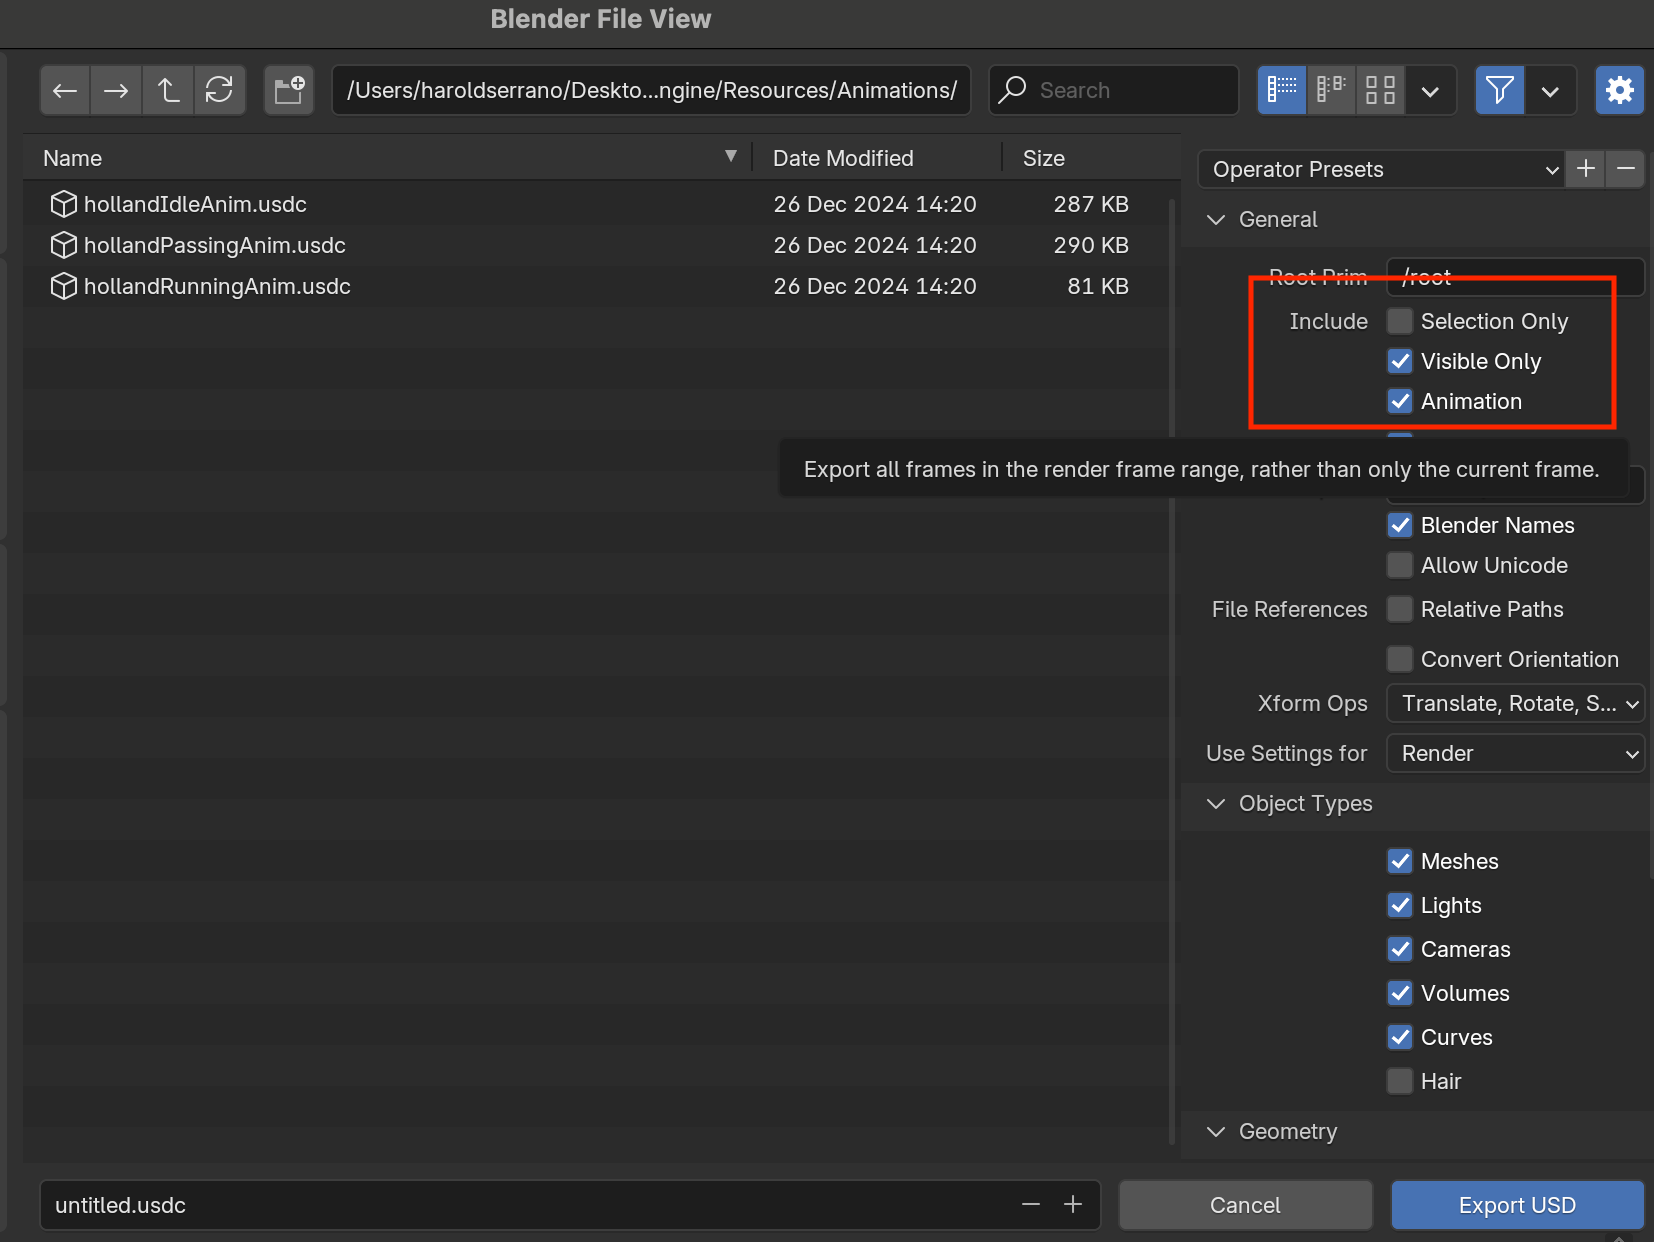 Blender File View
/Users/haroldserrano/Deskto...ngine/Resources/Animations/
Search
Name
Date Modified
Size
hollandIdleAnim.usdc
26 Dec 2024 14:20
287 KB
hollandPassingAnim.usdc
26 Dec 2024 14:20
290 KB
hollandRunningAnim.usdc
26 Dec 2024 14:20
81 KB
Operator Presets
General
Root Prim
/root
Include
Selection Only
Visible Only
Animation
Export all frames in the render frame range, rather than only the current frame.
Blender Names
Allow Unicode
File References
Relative Paths
Convert Orientation
Xform Ops
Translate, Rotate, S...
Use Settings for
Render
Object Types
Meshes
Lights
Cameras
Volumes
Curves
Hair
Geometry
untitled.usdc
Cancel
Export USD